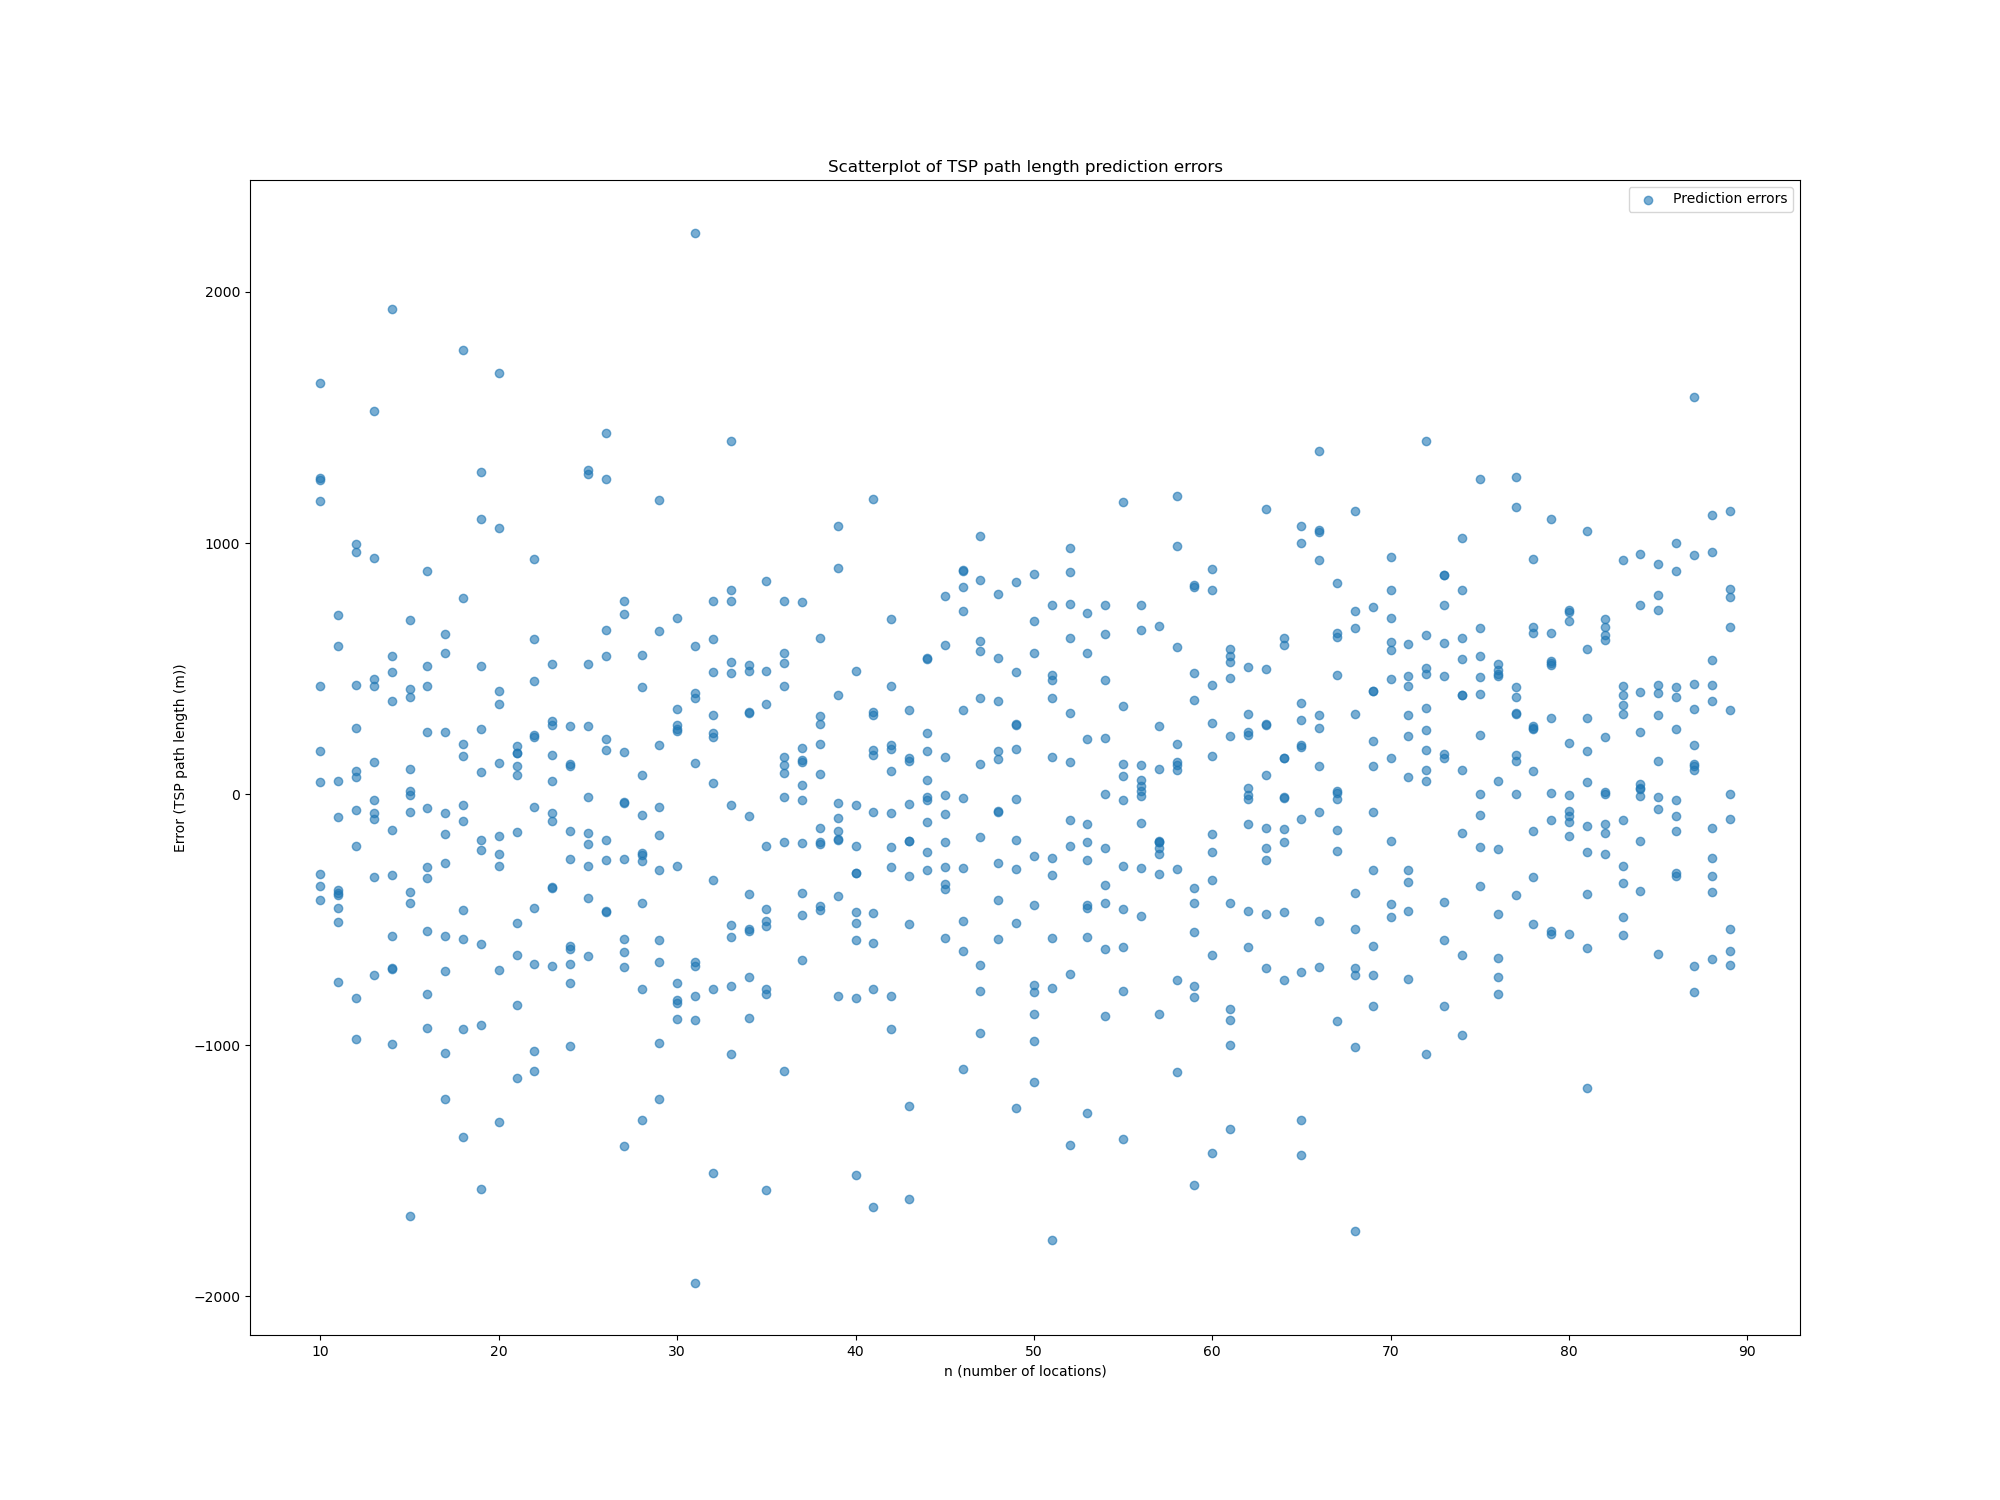 Scatterplot of TSP path length prediction errors
Prediction errors
2000
1000
0
−1000
−2000
Error (TSP path length (m))
10 20 30 40 50 60 70 80 90
n (number of locations)